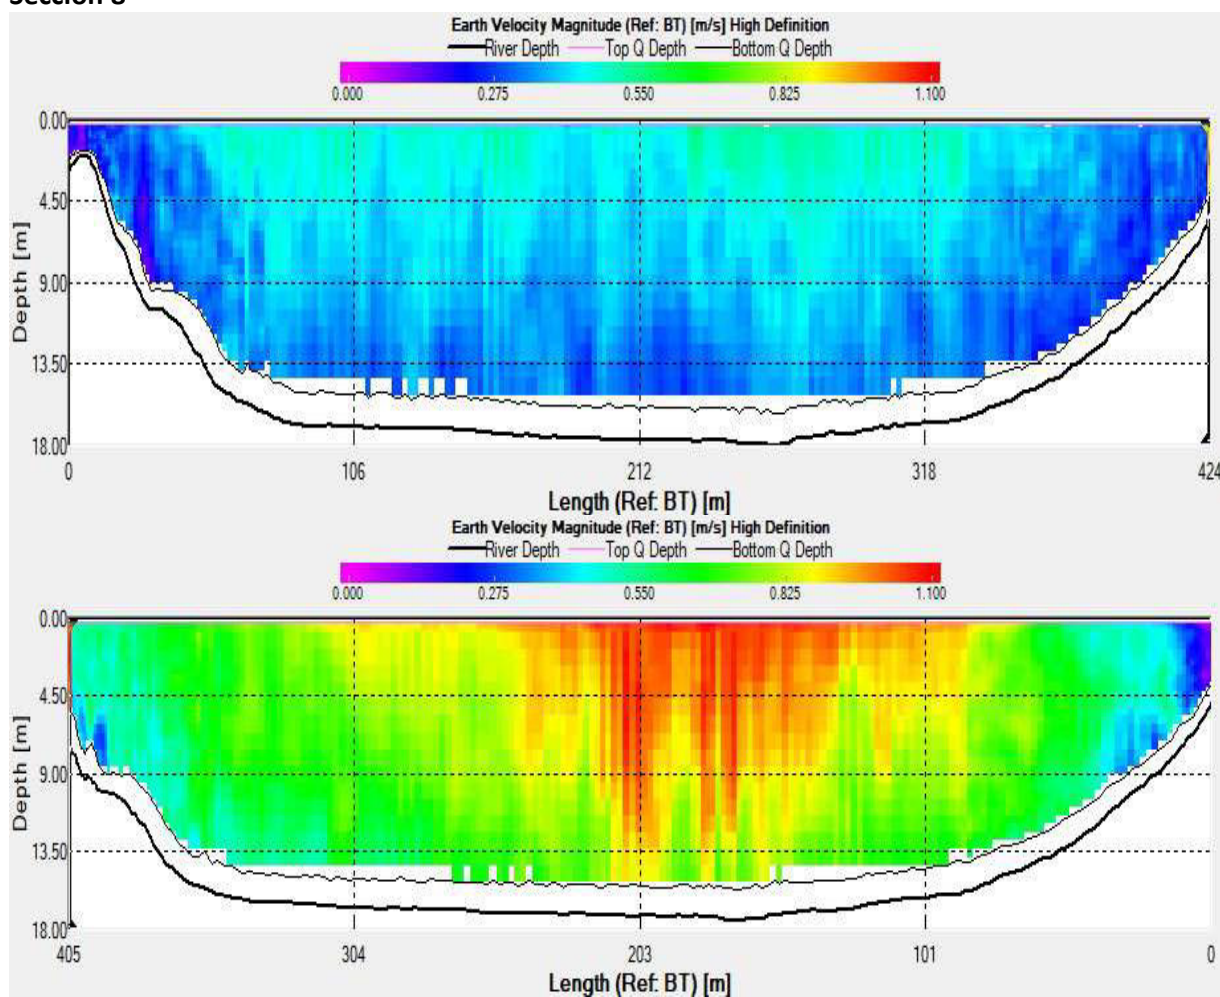 Section 8
Earth Velocity Magnitude (Ref: BT) [m/s] High Definition
River Depth Top Q Depth Bottom Q Depth
0.000 0.275 0.550 0.825 1.100
Depth [m]
0.00
4.50
9.00
13.50
18.00
0 106 212 318 424
Length (Ref: BT) [m]
Earth Velocity Magnitude (Ref: BT) [m/s] High Definition
River Depth Top Q Depth Bottom Q Depth
0.000 0.275 0.550 0.825 1.100
Depth [m]
0.00
4.50
9.00
13.50
18.00
405 304 203 101 0
Length (Ref: BT) [m]